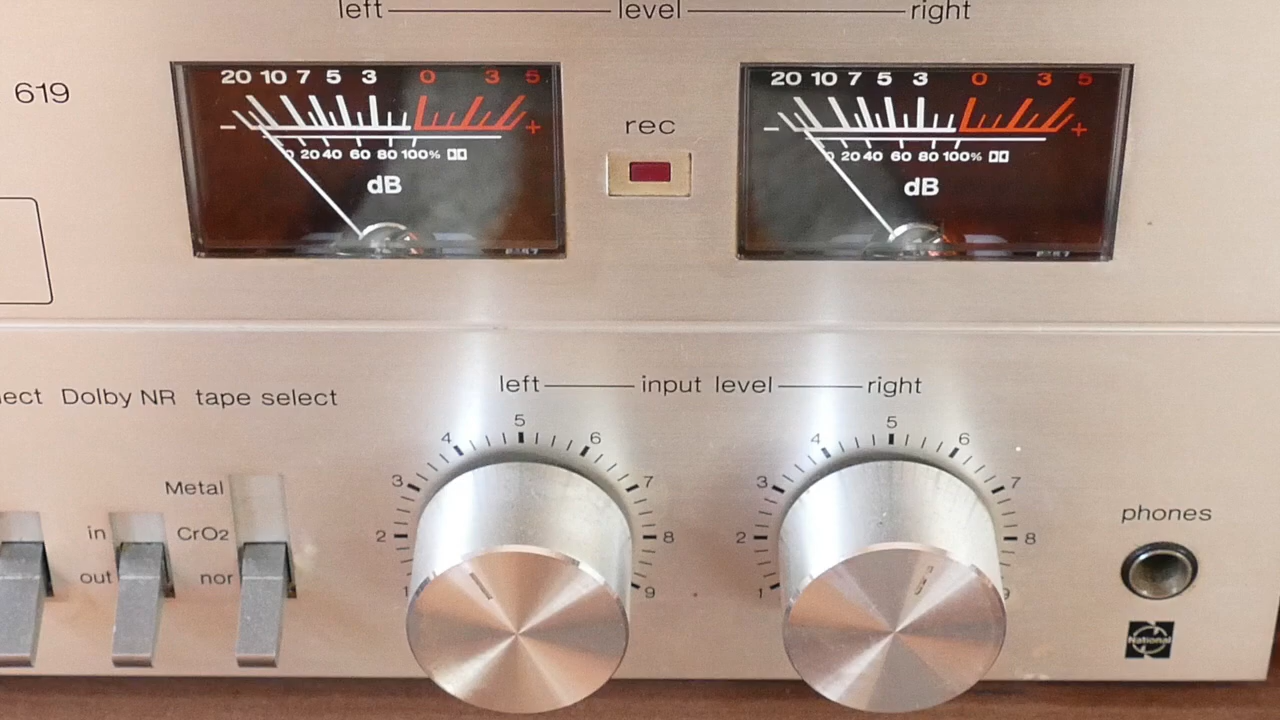 left level right
619
20 10 7 5 3 0 3 5
- +
0 20 40 60 80 100%
dB
rec
20 10 7 5 3 0 3 5
- +
0 20 40 60 80 100%
dB
Dolby NR tape select
left input level right
Metal
in CrO2
out nor
1 2 3 4 5 6 7 8 9
1 2 3 4 5 6 7 8 9
phones
National